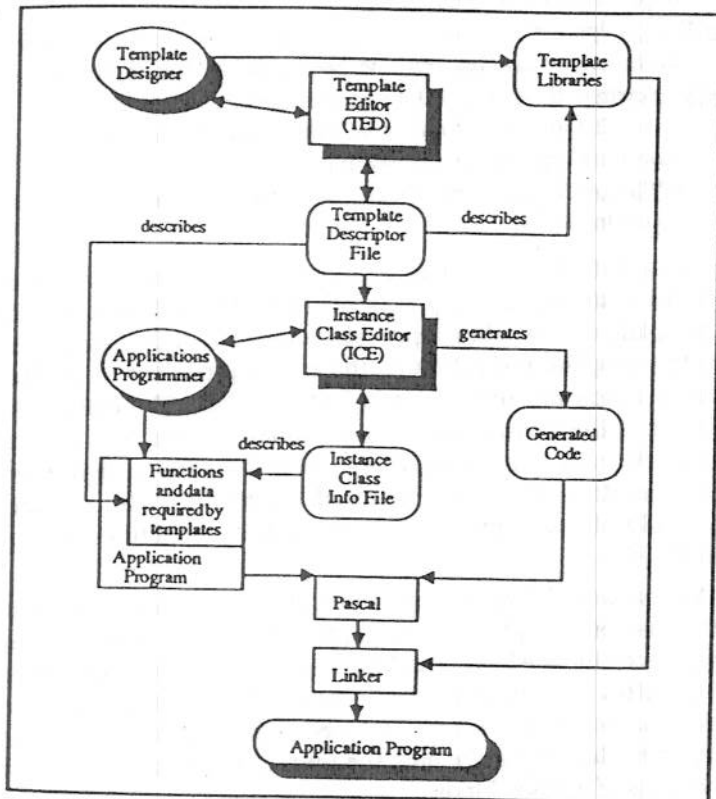 Template
Designer
Template
Libraries
Template
Editor
(TED)
describes
Template
Descriptor
File
describes
Instance
Class Editor
(ICE)
generates
Applications
Programmer
Generated
Code
describes
Functions
and data
required by
templates
Instance
Class
Info File
Application
Program
Pascal
Linker
Application Program